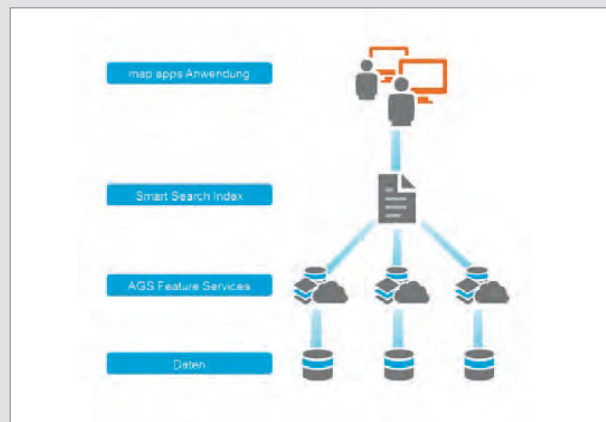 map.apps Anwendung
Smart Search Index
AGS Feature Services
Daten